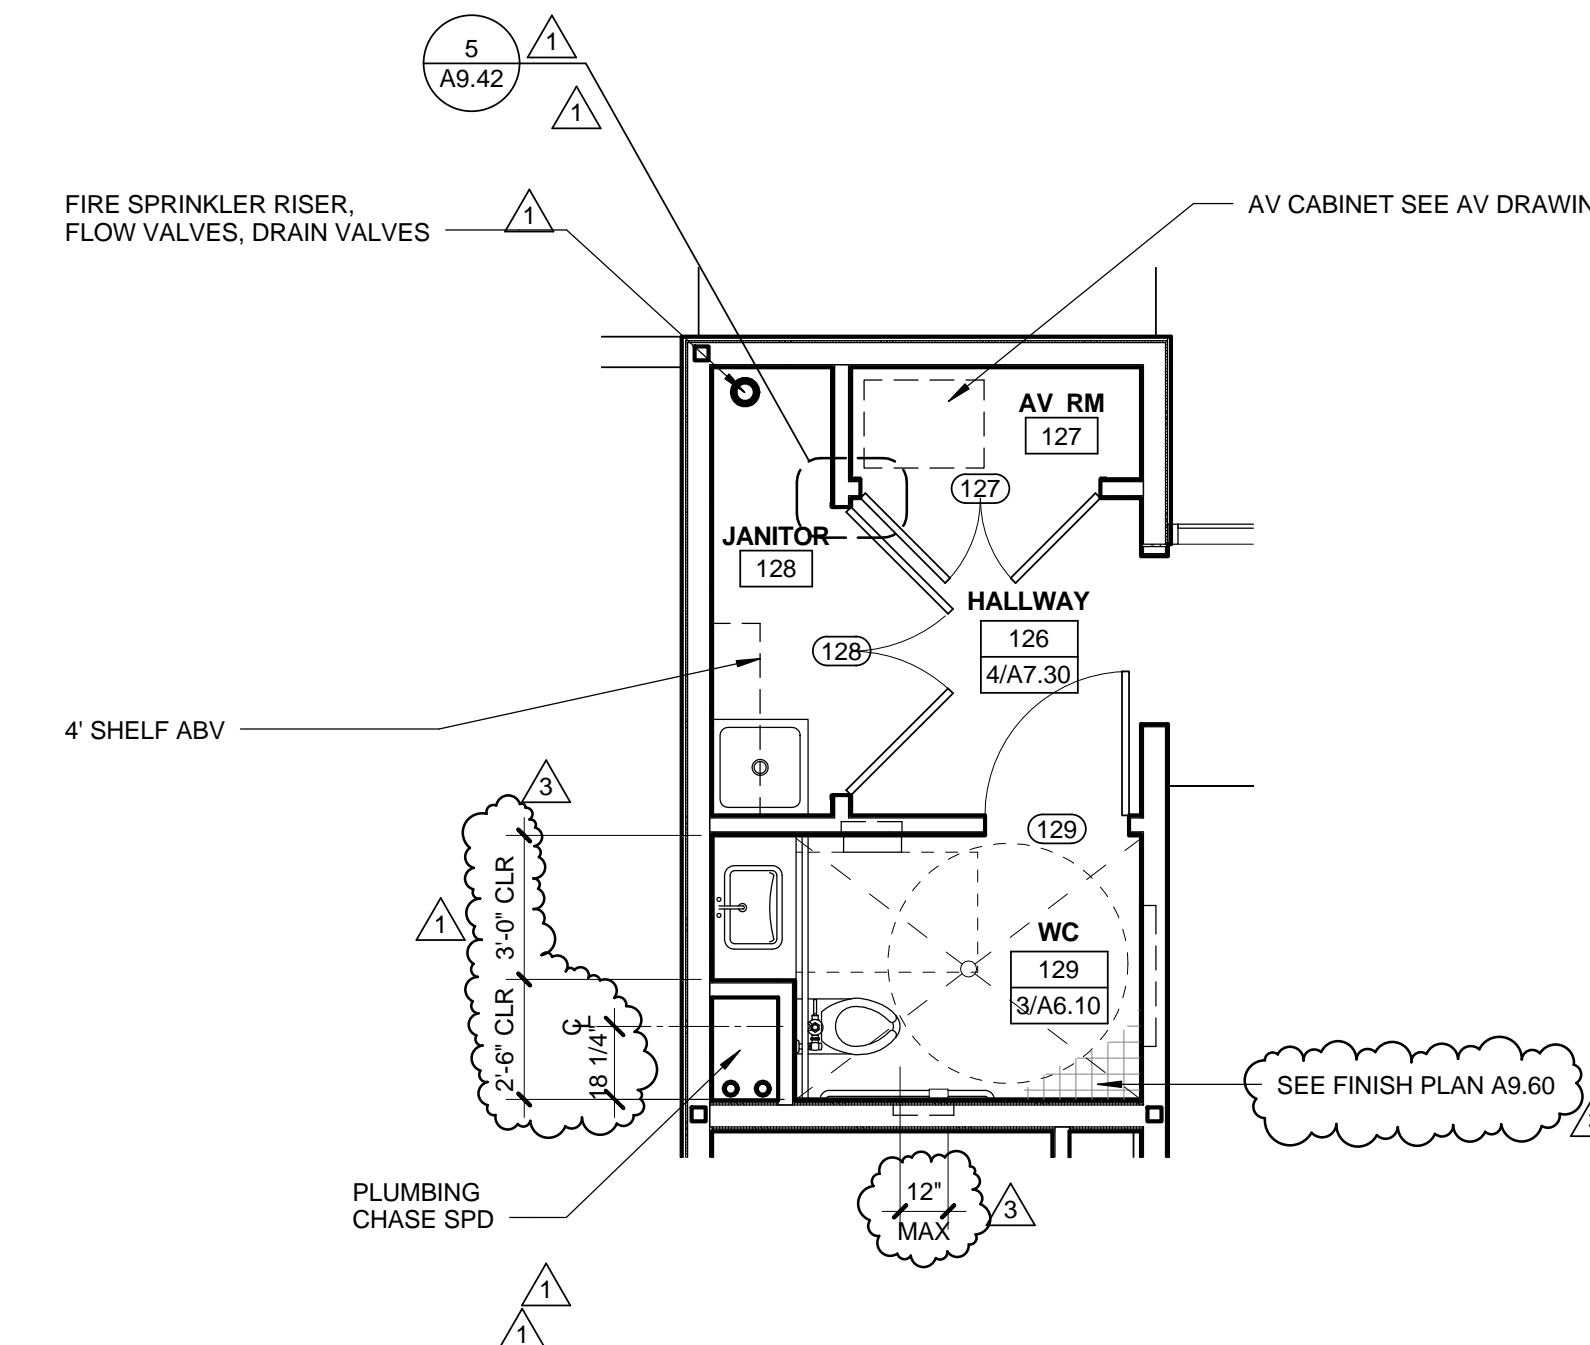 5
A9.42
1
1
FIRE SPRINKLER RISER,
FLOW VALVES, DRAIN VALVES
1
AV CABINET SEE AV
AV RM
127
127
JANITOR
128
HALLWAY
126
4/A7.30
128
4' SHELF ABV
3
129
3'-0" CLR
1
WC
129
3/A6.10
2'-6" CLR
CL
18 1/4"
SEE FINISH PLAN A9.60
PLUMBING
CHASE SPD
12"
MAX
3
1
1